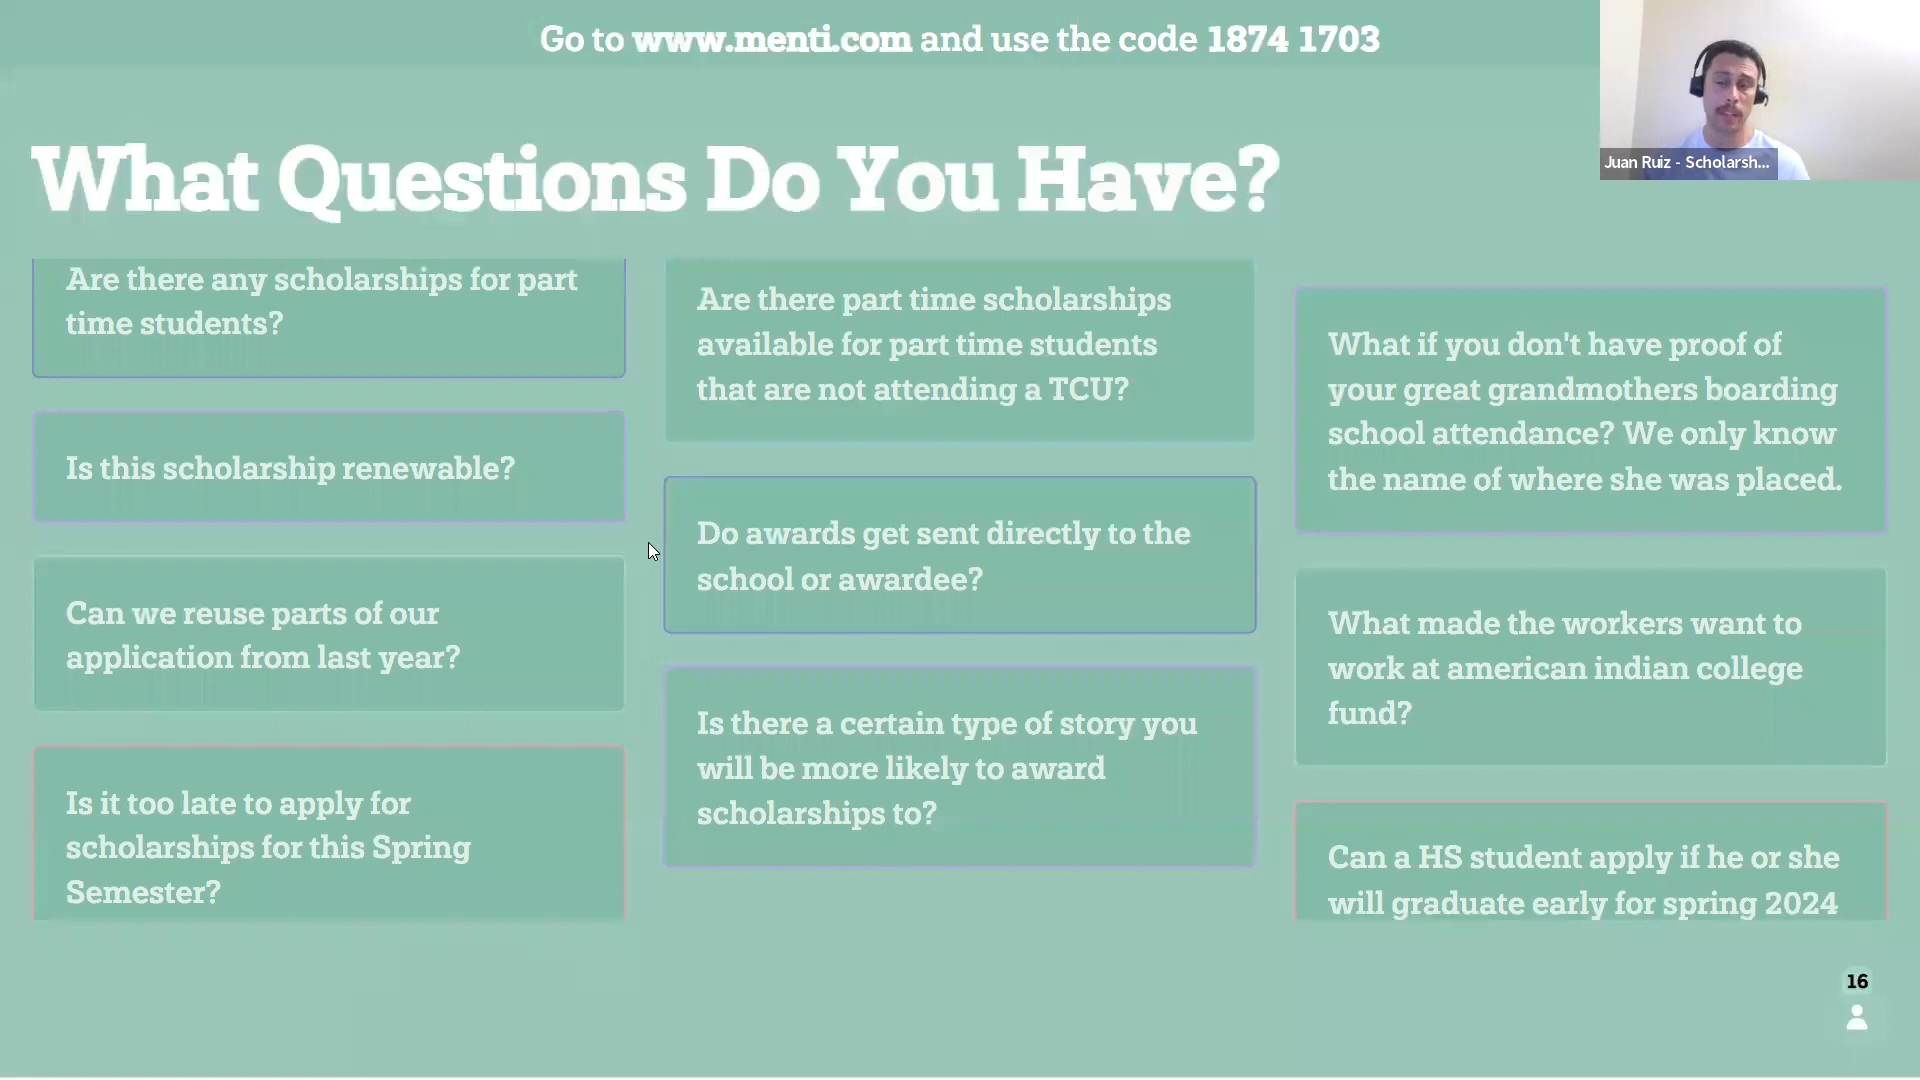 Go to www.menti.com and use the code 1874 1703
Juan Ruiz - Scholarsh...
What Questions Do You Have?
Are there any scholarships for part
time students?
Is this scholarship renewable?
Can we reuse parts of our
application from last year?
Is it too late to apply for
scholarships for this Spring
Semester?
Are there part time scholarships
available for part time students
that are not attending a TCU?
Do awards get sent directly to the
school or awardee?
Is there a certain type of story you
will be more likely to award
scholarships to?
What if you don't have proof of
your great grandmothers boarding
school attendance? We only know
the name of where she was placed.
What made the workers want to
work at american indian college
fund?
Can a HS student apply if he or she
will graduate early for spring 2024
16